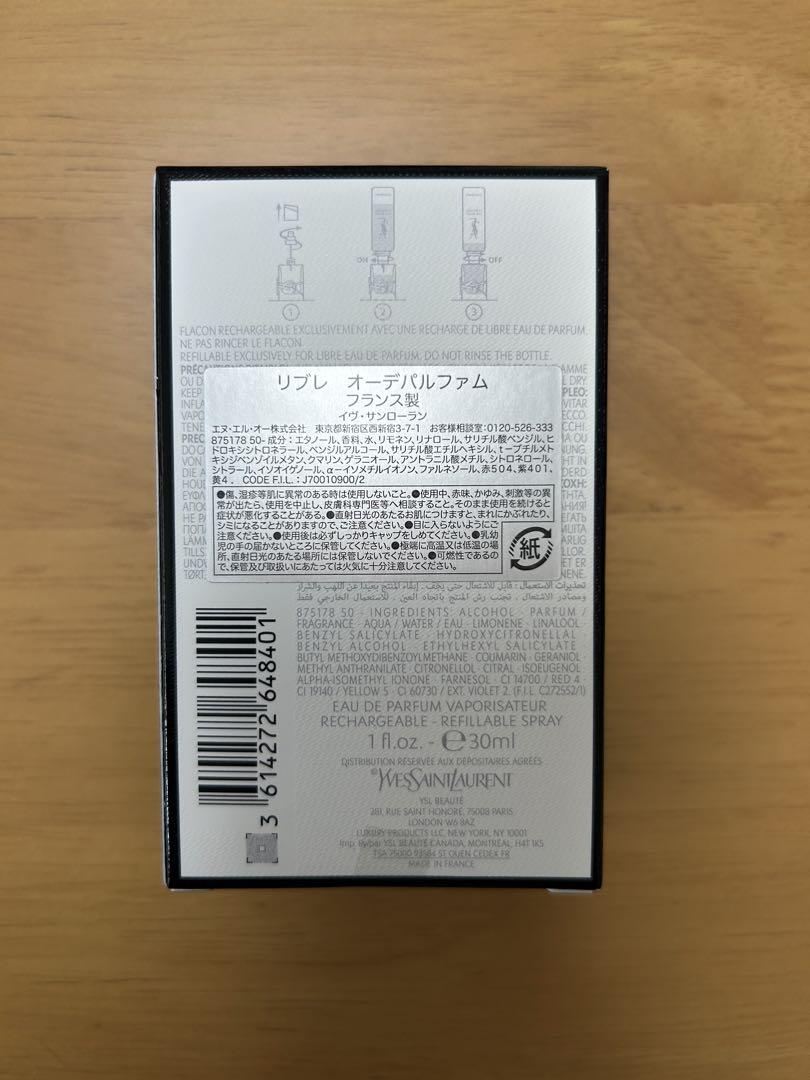 ON
OFF
1
2
3
FLACON RECHARGEABLE EXCLUSIVEMENT AVEC UNE RECHARGE DE LIBRE EAU DE PARFUM.
NE PAS RINCER LE FLACON.
REFILLABLE EXCLUSIVELY FOR LIBRE EAU DE PARFUM. DO NOT RINSE THE BOTTLE.
リブレ オーデパルファム
フランス製
イヴ・サンローラン
エヌ・エル・オー株式会社 東京都新宿区西新宿3-7-1 お客様相談室:0120-526-333
875178 50- 成分:エタノール、香料、水、リモネン、リナロール、サリチル酸ベンジル、ヒ
ドロキシシトロネラール、ベンジルアルコール、サリチル酸エチルヘキシル、t-ブチルメト
キシジベンゾイルメタン、クマリン、ゲラニオール、アントラニル酸メチル、シトロネロール、
シトラール、イソオイゲノール、α-イソメチルイオノン、ファルネソール、赤504、紫401、
黄4. CODE F.I.L.:J70010900/2
●傷、湿疹等肌に異常のある時は使用しないこと。●使用中、赤味、かゆみ、刺激等の異
常が出たら、使用を中止し、皮膚科専門医等へ相談すること。そのまま使用を続けると
症状が悪化することがある。●直射日光のあたるお肌につけますと、まれにかぶれたり、
シミになることがありますので、ご注意ください。●目に入らないようにご
注意ください。●使用後は必ずしっかりキャップをしめてください。●乳幼
児の手の届かないところに保管してください。●極端に高温又は低温の場
所、直射日光のあたる場所には保管しないでください。●可燃性であるの
で、保管及び取扱いにあたっては火気に十分注意してください。
紙
875178 50 - INGREDIENTS: ALCOHOL - PARFUM /
FRAGRANCE - AQUA / WATER / EAU - LIMONENE - LINALOOL
BENZYL SALICYLATE - HYDROXYCITRONELLAL
BENZYL ALCOHOL - ETHYLHEXYL SALICYLATE
BUTYL METHOXYDIBENZOYLMETHANE - COUMARIN - GERANIOL
METHYL ANTHRANILATE - CITRONELLOL - CITRAL - ISOEUGENOL
ALPHA-ISOMETHYL IONONE - FARNESOL - CI 14700 / RED 4
CI 19140 / YELLOW 5 - CI 60730 / EXT. VIOLET 2. (F.I.L. C272552/1)
EAU DE PARFUM VAPORISATEUR
RECHARGEABLE - REFILLABLE SPRAY
1 fl.oz. - ℮30ml
DISTRIBUTION RÉSERVÉE AUX DÉPOSITAIRES AGRÉÉS
©YVESSAINTLAURENT
YSL BEAUTÉ
281, RUE SAINT HONORÉ, 75008 PARIS
LONDON W6 8AZ
LUXURY PRODUCTS LLC, NEW YORK, NY 10001
Imp. By/par YSL BEAUTÉ CANADA, MONTRÉAL, H4T 1K5
TSA 75000 93584 ST OUEN CEDEX FR
MADE IN FRANCE
3 614272 648401